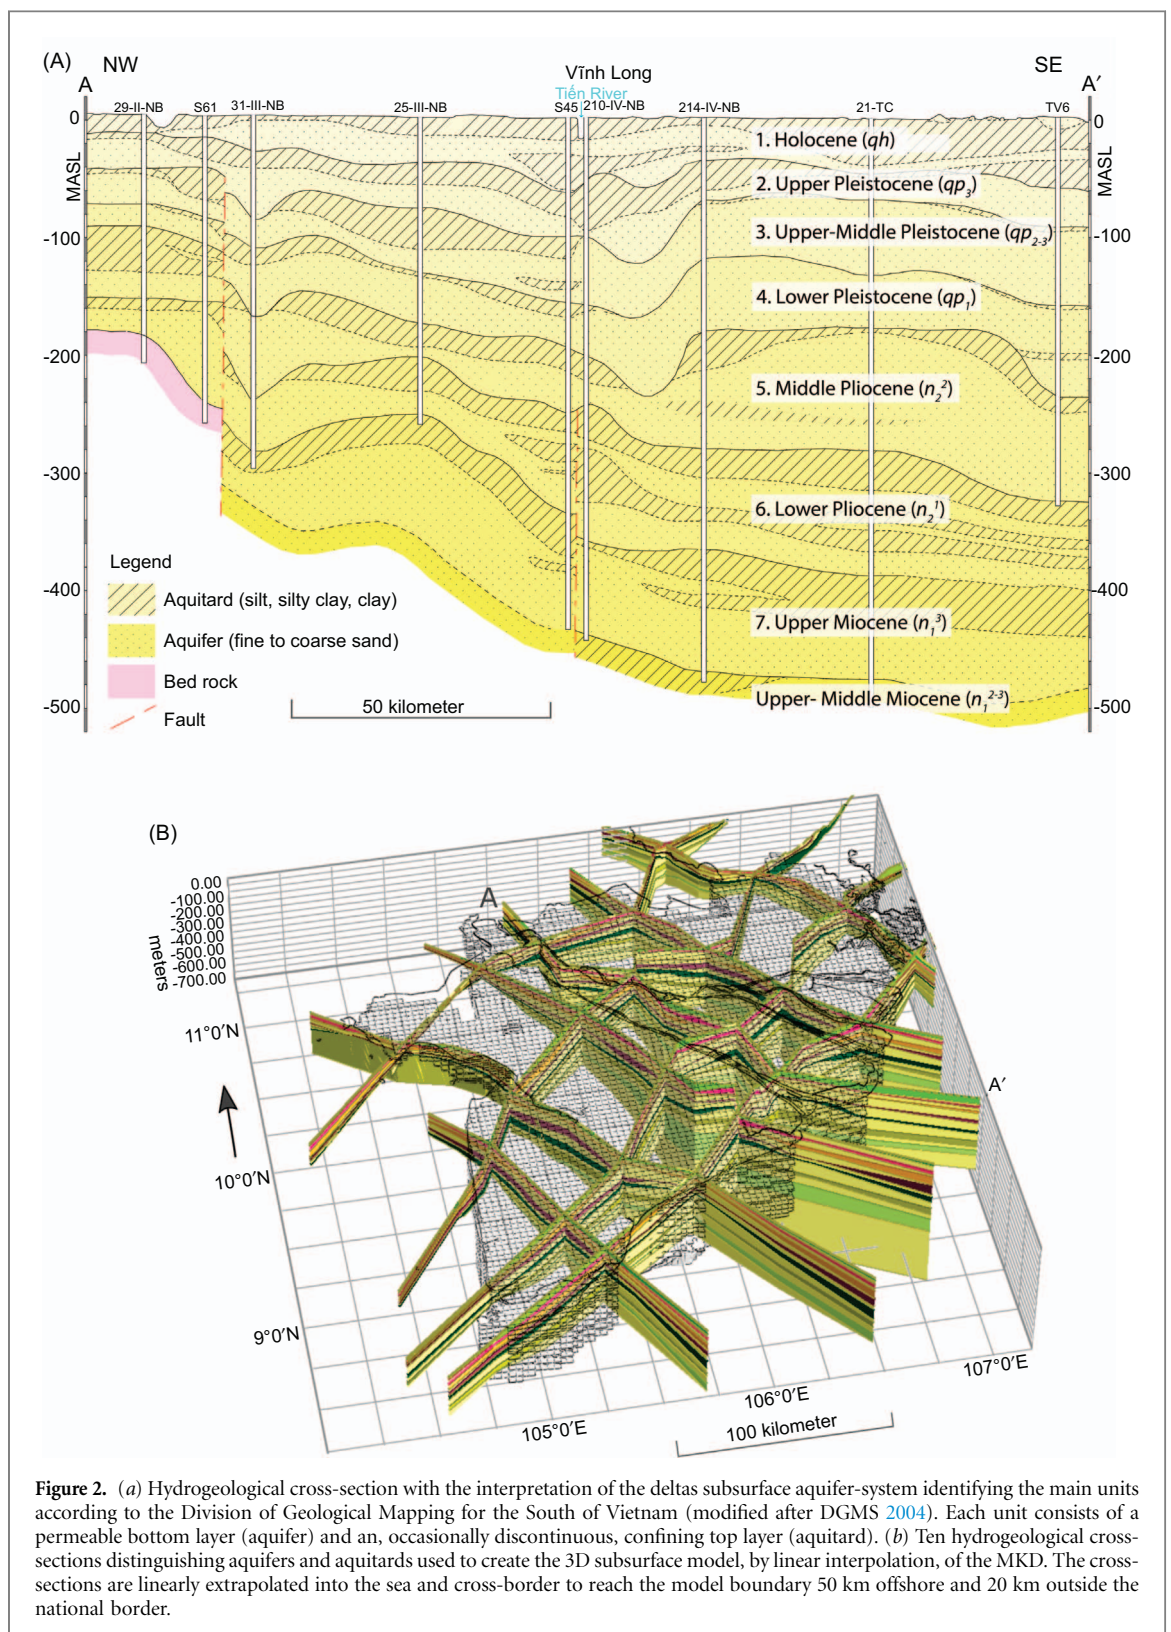 (A)
NW
SE
A
A′
Vĩnh Long
Tiến River
29-II-NB
S61
31-III-NB
25-III-NB
S45
210-IV-NB
214-IV-NB
21-TC
TV6
0
MASL
-100
-200
-300
-400
-500
0
MASL
-100
-200
-300
-400
-500
1. Holocene (qh)
2. Upper Pleistocene (qp3)
3. Upper-Middle Pleistocene (qp2-3)
4. Lower Pleistocene (qp1)
5. Middle Pliocene (n2²)
6. Lower Pliocene (n2¹)
7. Upper Miocene (n1³)
Upper- Middle Miocene (n1²⁻³)
Legend
Aquitard (silt, silty clay, clay)
Aquifer (fine to coarse sand)
Bed rock
Fault
50 kilometer
(B)
A
A′
0.00
-100.00
-200.00
-300.00
-400.00
-500.00
-600.00
-700.00
meters
11°0′N
10°0′N
9°0′N
105°0′E
106°0′E
107°0′E
100 kilometer
Figure 2. (a) Hydrogeological cross-section with the interpretation of the deltas subsurface aquifer-system identifying the main units
according to the Division of Geological Mapping for the South of Vietnam (modified after DGMS 2004). Each unit consists of a
permeable bottom layer (aquifer) and an, occasionally discontinuous, confining top layer (aquitard). (b) Ten hydrogeological cross-
sections distinguishing aquifers and aquitards used to create the 3D subsurface model, by linear interpolation, of the MKD. The cross-
sections are linearly extrapolated into the sea and cross-border to reach the model boundary 50 km offshore and 20 km outside the
national border.